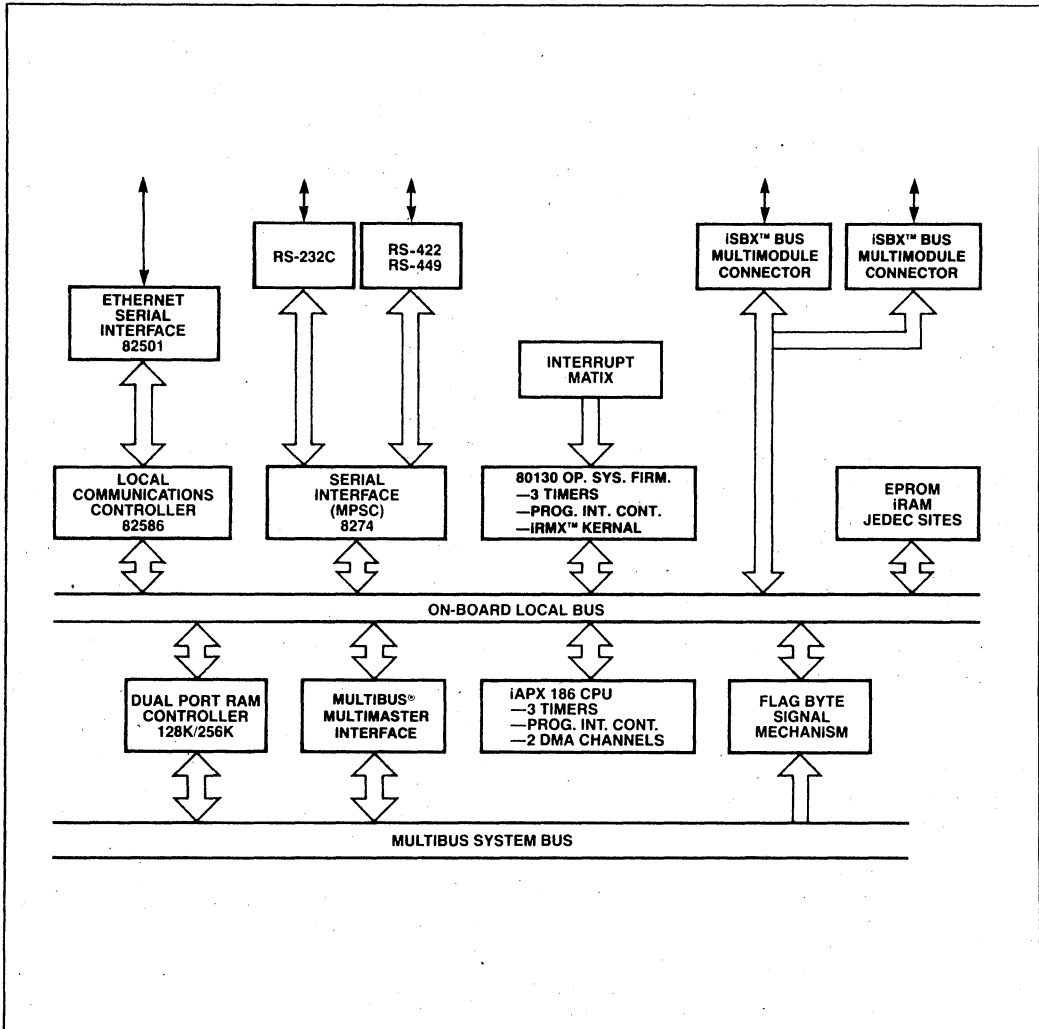 RS-232C
RS-422
RS-449
iSBX™ BUS
MULTIMODULE
CONNECTOR
iSBX™ BUS
MULTIMODULE
CONNECTOR
ETHERNET
SERIAL
INTERFACE
82501
INTERRUPT
MATIX
LOCAL
COMMUNICATIONS
CONTROLLER
82586
SERIAL
INTERFACE
(MPSC)
8274
80130 OP. SYS. FIRM.
—3 TIMERS
—PROG. INT. CONT.
—iRMX™ KERNAL
EPROM
iRAM
JEDEC SITES
ON-BOARD LOCAL BUS
DUAL PORT RAM
CONTROLLER
128K/256K
MULTIBUS®
MULTIMASTER
INTERFACE
iAPX 186 CPU
—3 TIMERS
—PROG. INT. CONT.
—2 DMA CHANNELS
FLAG BYTE
SIGNAL
MECHANISM
MULTIBUS SYSTEM BUS